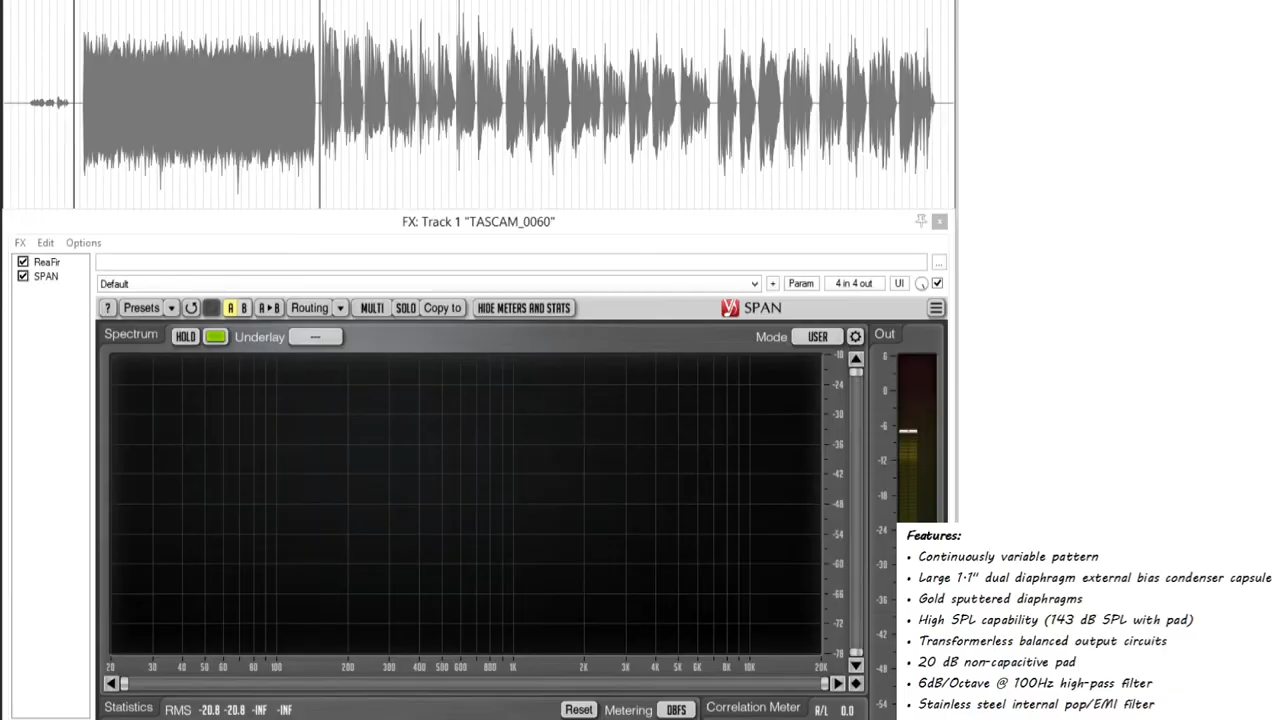 FX: Track 1 "TASCAM_0060"
FX Edit Options
ReaFir
SPAN
Default
+ Param 4 in 4 out UI
? Presets A B A▸B Routing MULTI SOLO Copy to HIDE METERS AND STATS SPAN
Spectrum HOLD Underlay --- Mode USER Out
-18
-24
-30
-36
-42
-48
-54
-60
-66
-72
-78
6
0
-6
-12
-18
-24
-30
-36
-42
-48
-54
20 30 40 50 60 80 100 200 300 400 500 600 800 1K 2K 3K 4K 5K 6K 8K 10K 20K
Statistics RMS -20.8 -20.8 -INF -INF Reset Metering DBFS Correlation Meter R/L 0.0
Features:
• Continuously variable pattern
• Large 1.1" dual diaphragm external bias condenser capsule
• Gold sputtered diaphragms
• High SPL capability (143 dB SPL with pad)
• Transformerless balanced output circuits
• 20 dB non-capacitive pad
• 6dB/Octave @ 100Hz high-pass filter
• Stainless steel internal pop/EMI filter